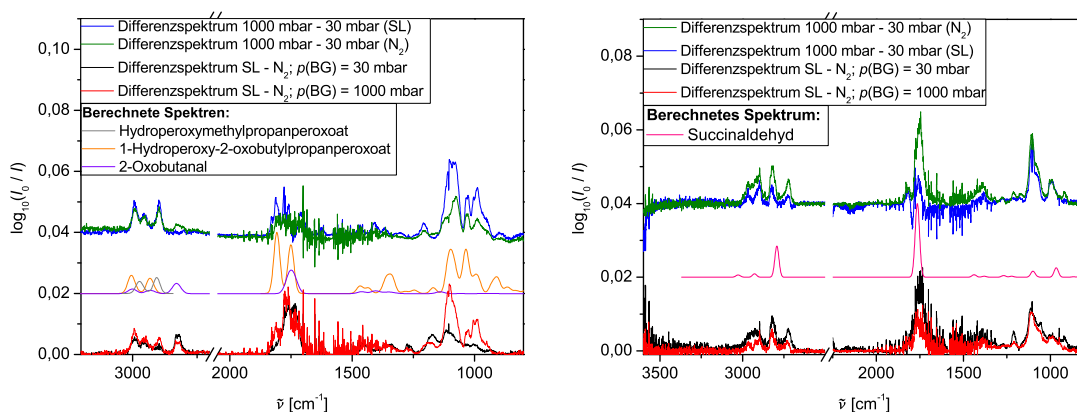 Differenzspektrum 1000 mbar - 30 mbar (SL)
Differenzspektrum 1000 mbar - 30 mbar (N₂)
Differenzspektrum SL - N₂; p(BG) = 30 mbar
Differenzspektrum SL - N₂; p(BG) = 1000 mbar
Berechnete Spektren:
Hydroperoxymethylpropanperoxoat
1-Hydroperoxy-2-oxobutylpropanperoxoat
2-Oxobutanal
0,10
0,08
0,06
0,04
0,02
0,00
log₁₀(I₀ / I)
3000
2000
1500
1000
ṽ [cm⁻¹]
Differenzspektrum 1000 mbar - 30 mbar (N₂)
Differenzspektrum 1000 mbar - 30 mbar (SL)
Differenzspektrum SL - N₂; p(BG) = 30 mbar
Differenzspektrum SL - N₂; p(BG) = 1000 mbar
Berechnetes Spektrum:
Succinaldehyd
0,08
0,06
0,04
0,02
0,00
log₁₀(I₀ / I)
3500
3000
2000
1500
1000
ṽ [cm⁻¹]